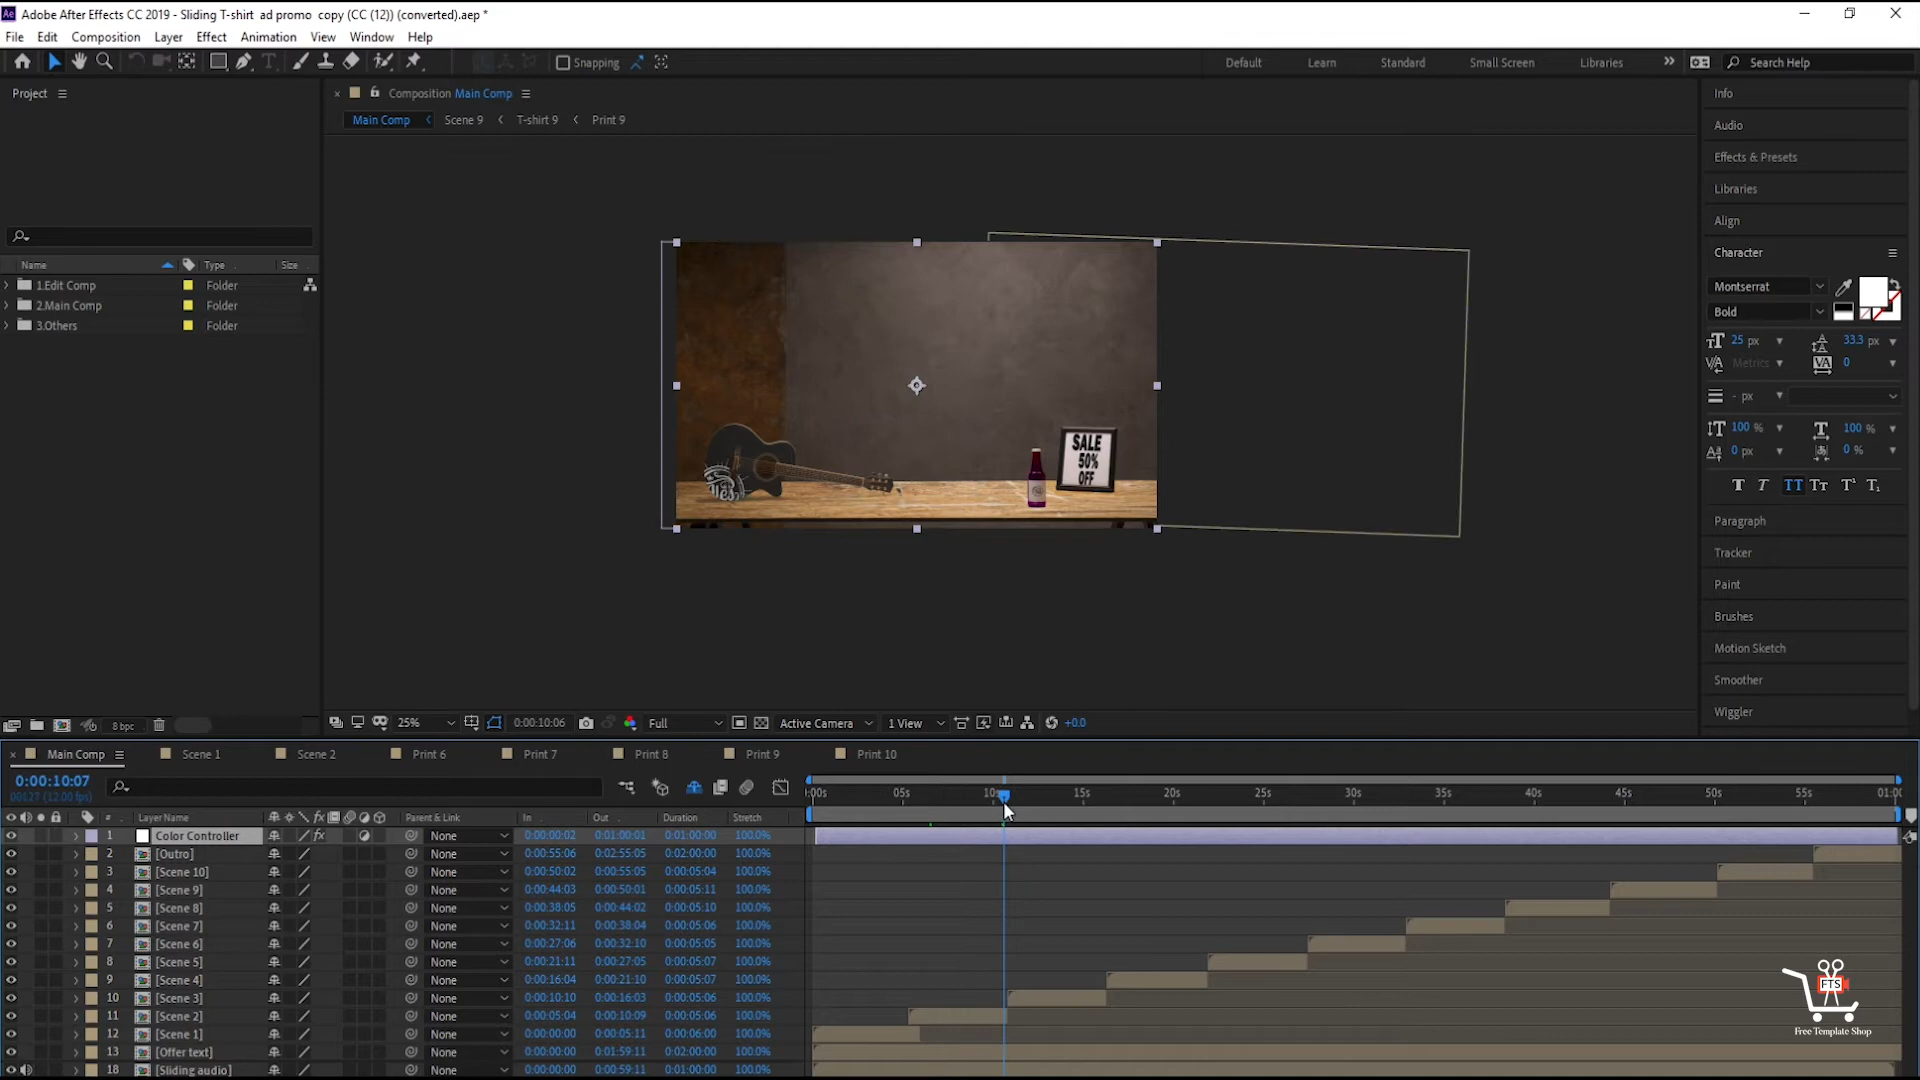 Adobe After Effects CC 2019 - Sliding T-shirt ad promo copy (CC (12)) (converted).aep *
File Edit Composition Layer Effect Animation View Window Help
Snapping Default Learn Standard Small Screen Libraries » Search Help
Project
Composition Main Comp
Main Comp Scene 9 T-shirt 9 Print 9
Name Type Size
1.Edit Comp Folder
2.Main Comp Folder
3.Others Folder
SALE
50%
OFF
Info
Audio
Effects & Presets
Libraries
Align
Character
Montserrat
Bold
25 px 33.3 px
Metrics 0
- px
100 % 100 %
0 px 0 %
T T TT Tт T¹ T₁
Paragraph
Tracker
Paint
Brushes
Motion Sketch
Smoother
Wiggler
8 bpc 25% 0:00:10:06 Full Active Camera 1 View +0.0
Main Comp Scene 1 Scene 2 Print 6 Print 7 Print 8 Print 9 Print 10
0:00:10:07
00127 (12.00 fps)
:00s 05s 10s 15s 20s 25s 30s 35s 40s 45s 50s 55s 01:00
# Layer Name Parent & Link In Out Duration Stretch
1 Color Controller None 0:00:00:02 0:01:00:01 0:01:00:00 100.0%
2 [Outro] None 0:00:55:06 0:02:55:05 0:02:00:00 100.0%
3 [Scene 10] None 0:00:50:02 0:00:55:05 0:00:05:04 100.0%
4 [Scene 9] None 0:00:44:03 0:00:50:01 0:00:05:11 100.0%
5 [Scene 8] None 0:00:38:05 0:00:44:02 0:00:05:10 100.0%
6 [Scene 7] None 0:00:32:11 0:00:38:04 0:00:05:06 100.0%
7 [Scene 6] None 0:00:27:06 0:00:32:10 0:00:05:05 100.0%
8 [Scene 5] None 0:00:21:11 0:00:27:05 0:00:05:07 100.0%
9 [Scene 4] None 0:00:16:04 0:00:21:10 0:00:05:07 100.0%
10 [Scene 3] None 0:00:10:10 0:00:16:03 0:00:05:06 100.0%
11 [Scene 2] None 0:00:05:04 0:00:10:09 0:00:05:06 100.0%
12 [Scene 1] None 0:00:00:00 0:00:05:11 0:00:06:00 100.0%
13 [Offer text] None 0:00:00:00 0:01:59:11 0:02:00:00 100.0%
18 [Sliding audio] None 0:00:00:00 0:00:59:11 0:01:00:00 100.0%
FTS
Free Template Shop